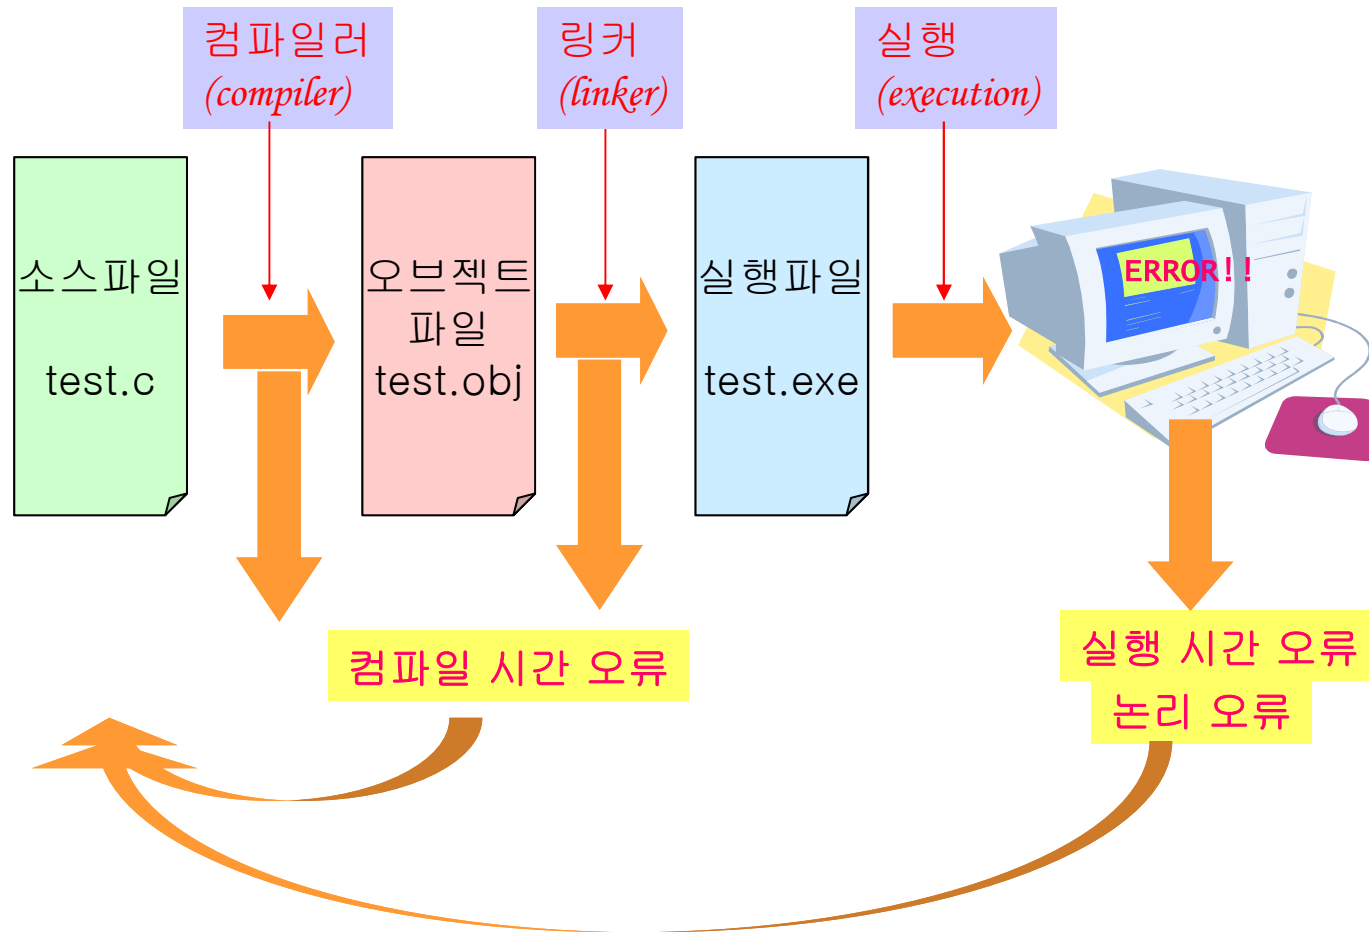 컴파일러
(compiler)
링커
(linker)
실행
(execution)
소스파일
test.c
오브젝트
파일
test.obj
실행파일
test.exe
ERROR!!
컴파일 시간 오류
실행 시간 오류
논리 오류